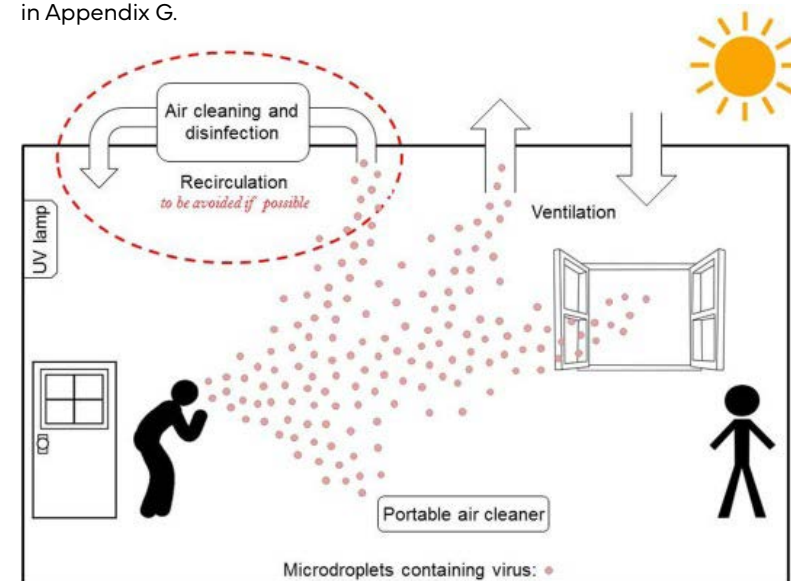 in Appendix G.
Air cleaning and
disinfection
Recirculation
to be avoided if possible
Ventilation
UV lamp
Portable air cleaner
Microdroplets containing virus: